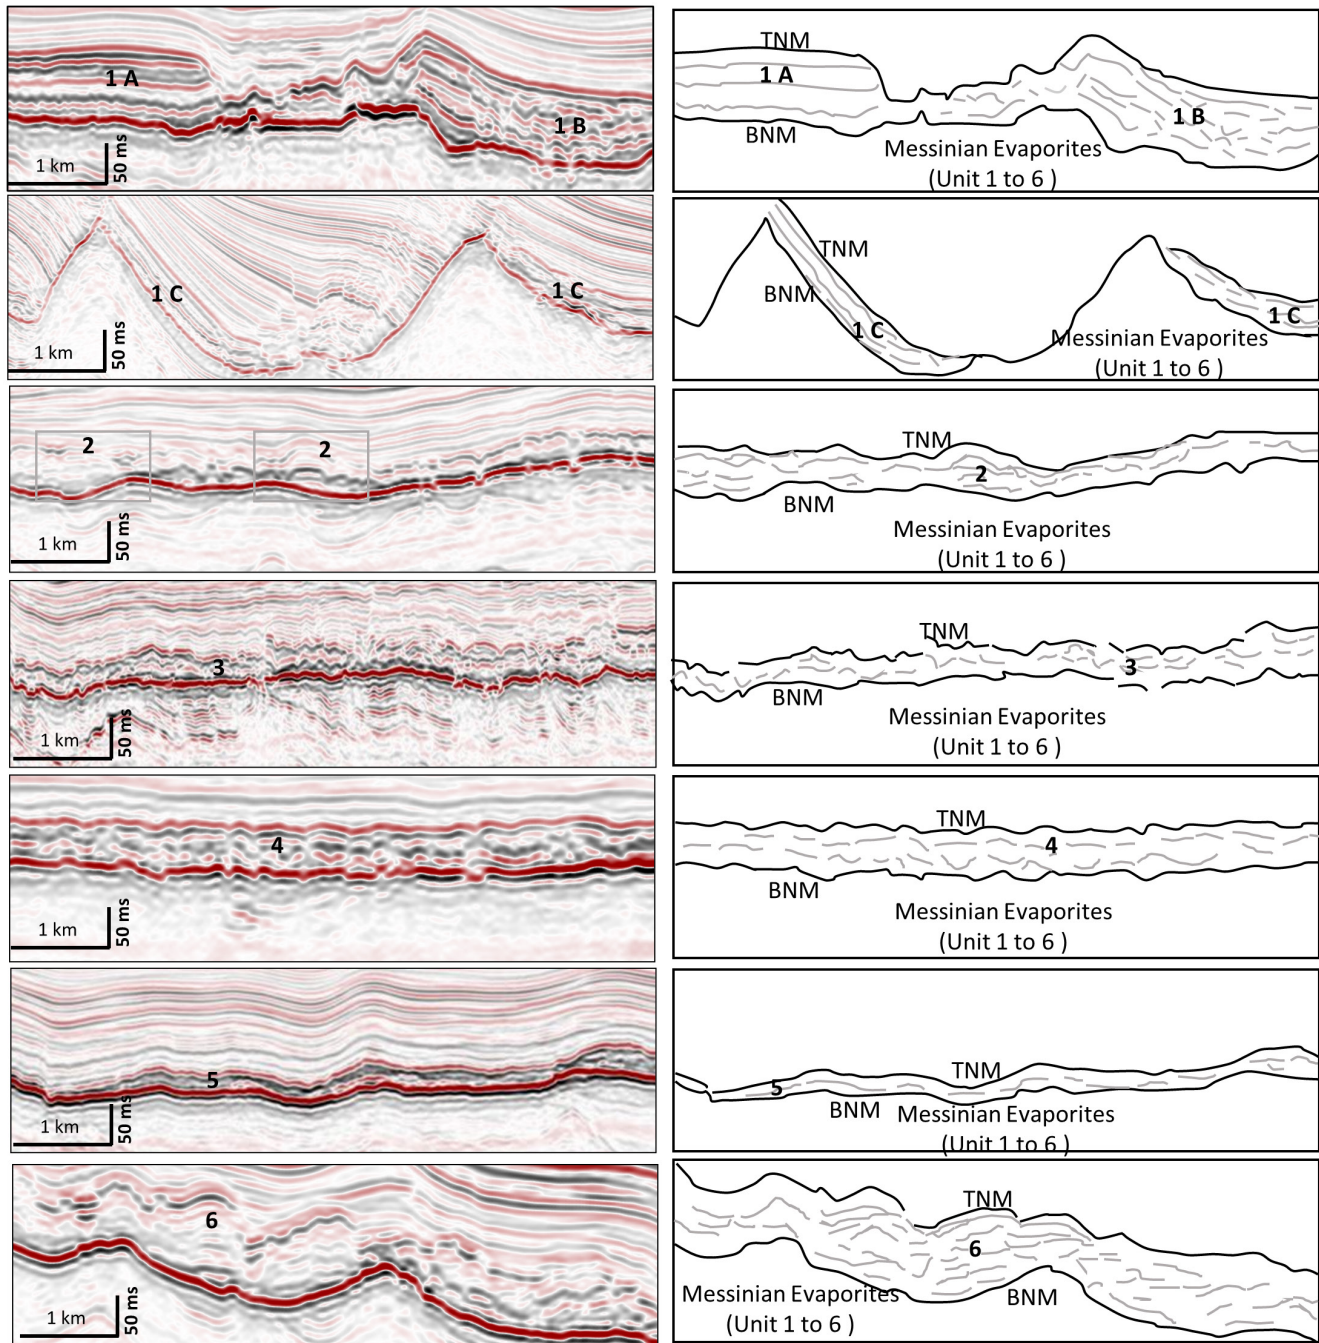 1 A
1 B
1 km
50 ms
TNM
1 A
1 B
BNM
Messinian Evaporites
(Unit 1 to 6 )
1 C
1 C
1 km
50 ms
TNM
BNM
1 C
1 C
Messinian Evaporites
(Unit 1 to 6 )
2
2
1 km
50 ms
TNM
2
BNM
Messinian Evaporites
(Unit 1 to 6 )
3
1 km
50 ms
TNM
3
BNM
Messinian Evaporites
(Unit 1 to 6 )
4
1 km
50 ms
TNM
4
BNM
Messinian Evaporites
(Unit 1 to 6 )
5
1 km
50 ms
TNM
5
BNM
Messinian Evaporites
(Unit 1 to 6 )
6
1 km
50 ms
TNM
6
BNM
Messinian Evaporites
(Unit 1 to 6 )